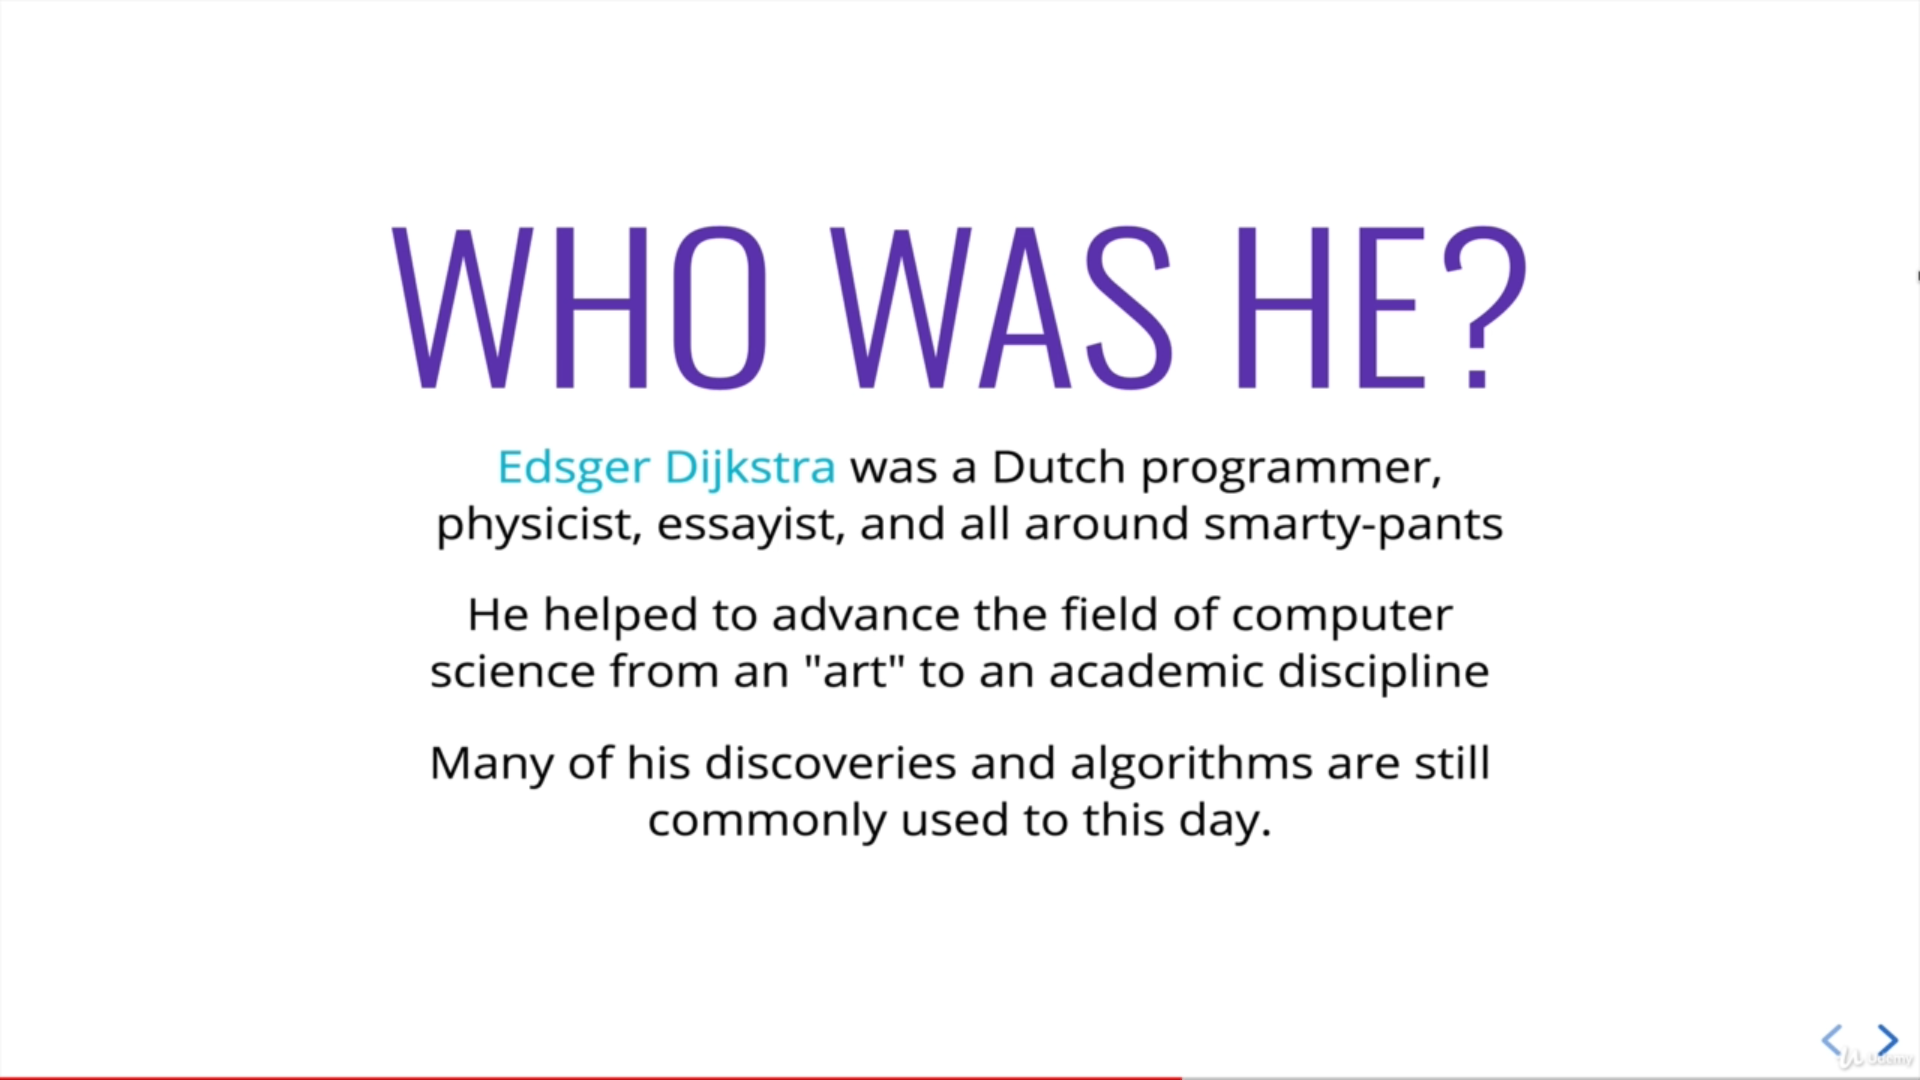 WHO WAS HE?
Edsger Dijkstra was a Dutch programmer,
physicist, essayist, and all around smarty-pants
He helped to advance the field of computer
science from an "art" to an academic discipline
Many of his discoveries and algorithms are still
commonly used to this day.
Udemy